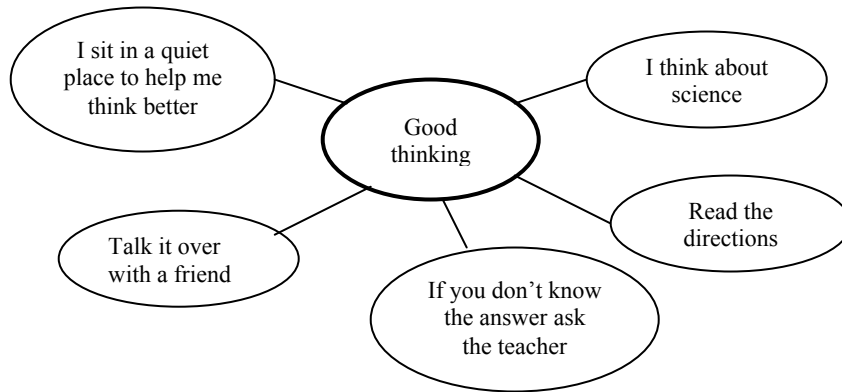 I sit in a quiet
place to help me
think better
I think about
science
Good
thinking
Read the
directions
Talk it over
with a friend
If you don’t know
the answer ask
the teacher